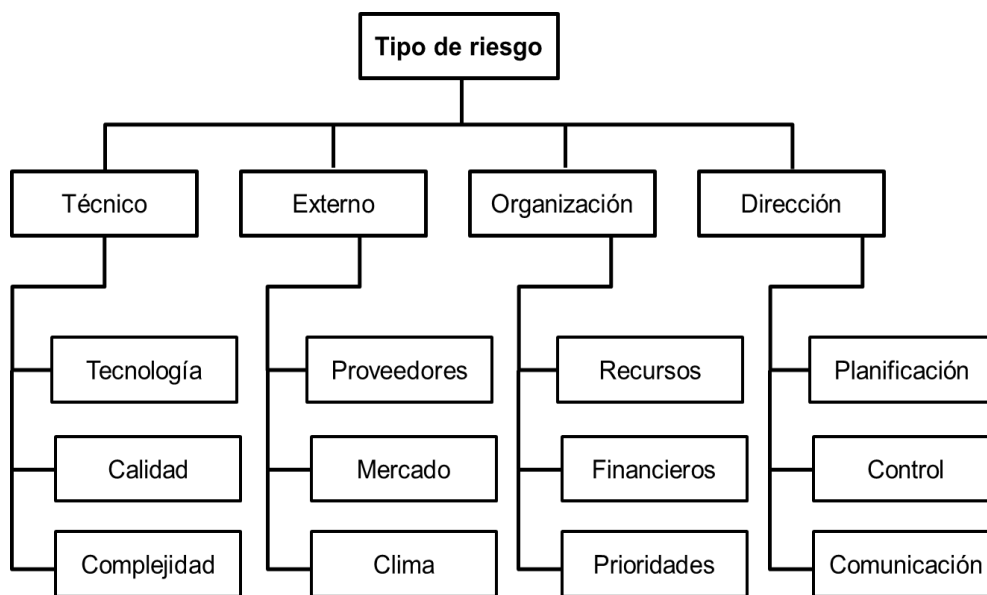 Tipo de riesgo
Técnico
Externo
Organización
Dirección
Tecnología
Proveedores
Recursos
Planificación
Calidad
Mercado
Financieros
Control
Complejidad
Clima
Prioridades
Comunicación